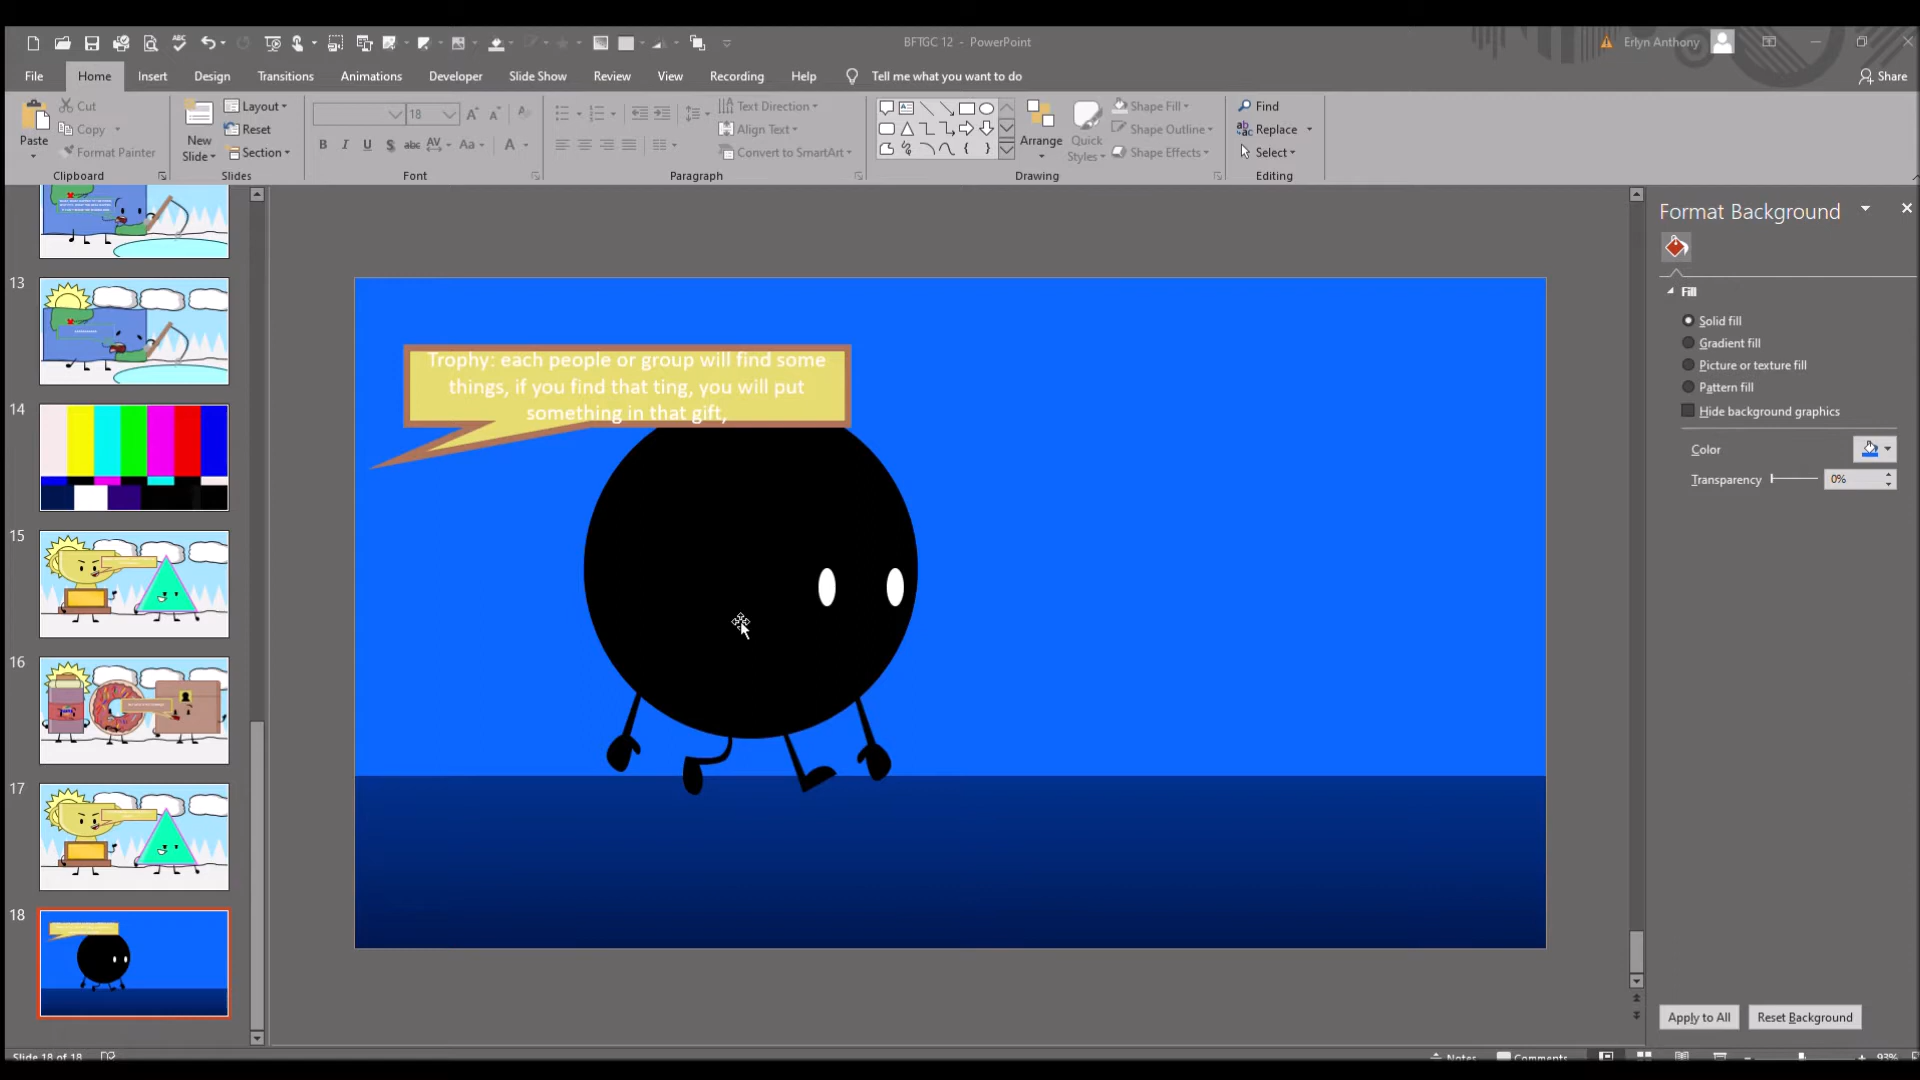 BFTGC 12 - PowerPoint
Erlyn Anthony
File Home Insert Design Transitions Animations Developer Slide Show Review View Recording Help Tell me what you want to do Share
Paste
Cut
Copy
Format Painter
Clipboard
New Slide
Layout
Reset
Section
Slides
18
Font
Text Direction
Align Text
Convert to SmartArt
Paragraph
Arrange
Quick Styles
Shape Fill
Shape Outline
Shape Effects
Drawing
Find
Replace
Select
Editing
13
14
15
16
17
18
Trophy: each people or group will find some
things, if you find that ting, you will put
something in that gift,
Format Background
Fill
Solid fill
Gradient fill
Picture or texture fill
Pattern fill
Hide background graphics
Color
Transparency 0%
Apply to All Reset Background
Slide 18 of 18
Notes Comments 93%